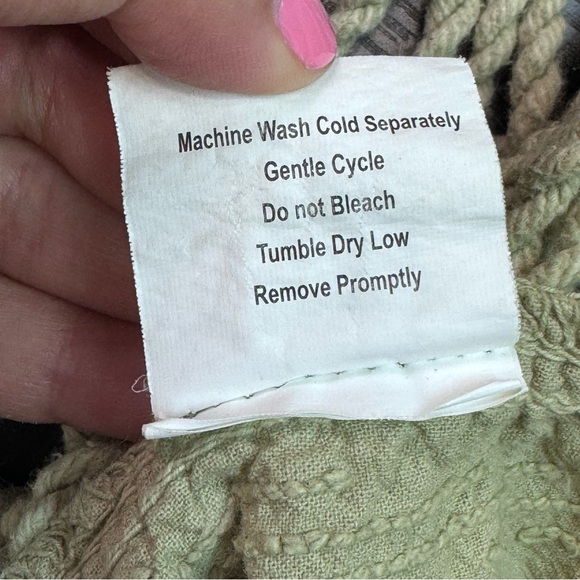 Machine Wash Cold Separately
Gentle Cycle
Do not Bleach
Tumble Dry Low
Remove Promptly